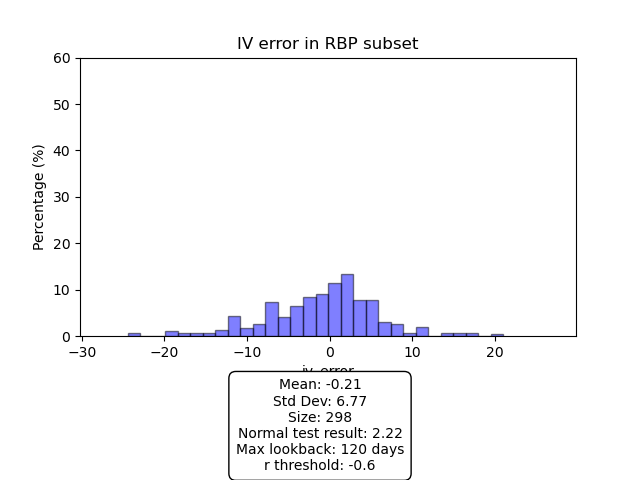 IV error in RBP subset
60
50
40
30
20
10
0
Percentage (%)
−30
−20
−10
0
10
20
iv_error
Mean: -0.21
Std Dev: 6.77
Size: 298
Normal test result: 2.22
Max lookback: 120 days
r threshold: -0.6